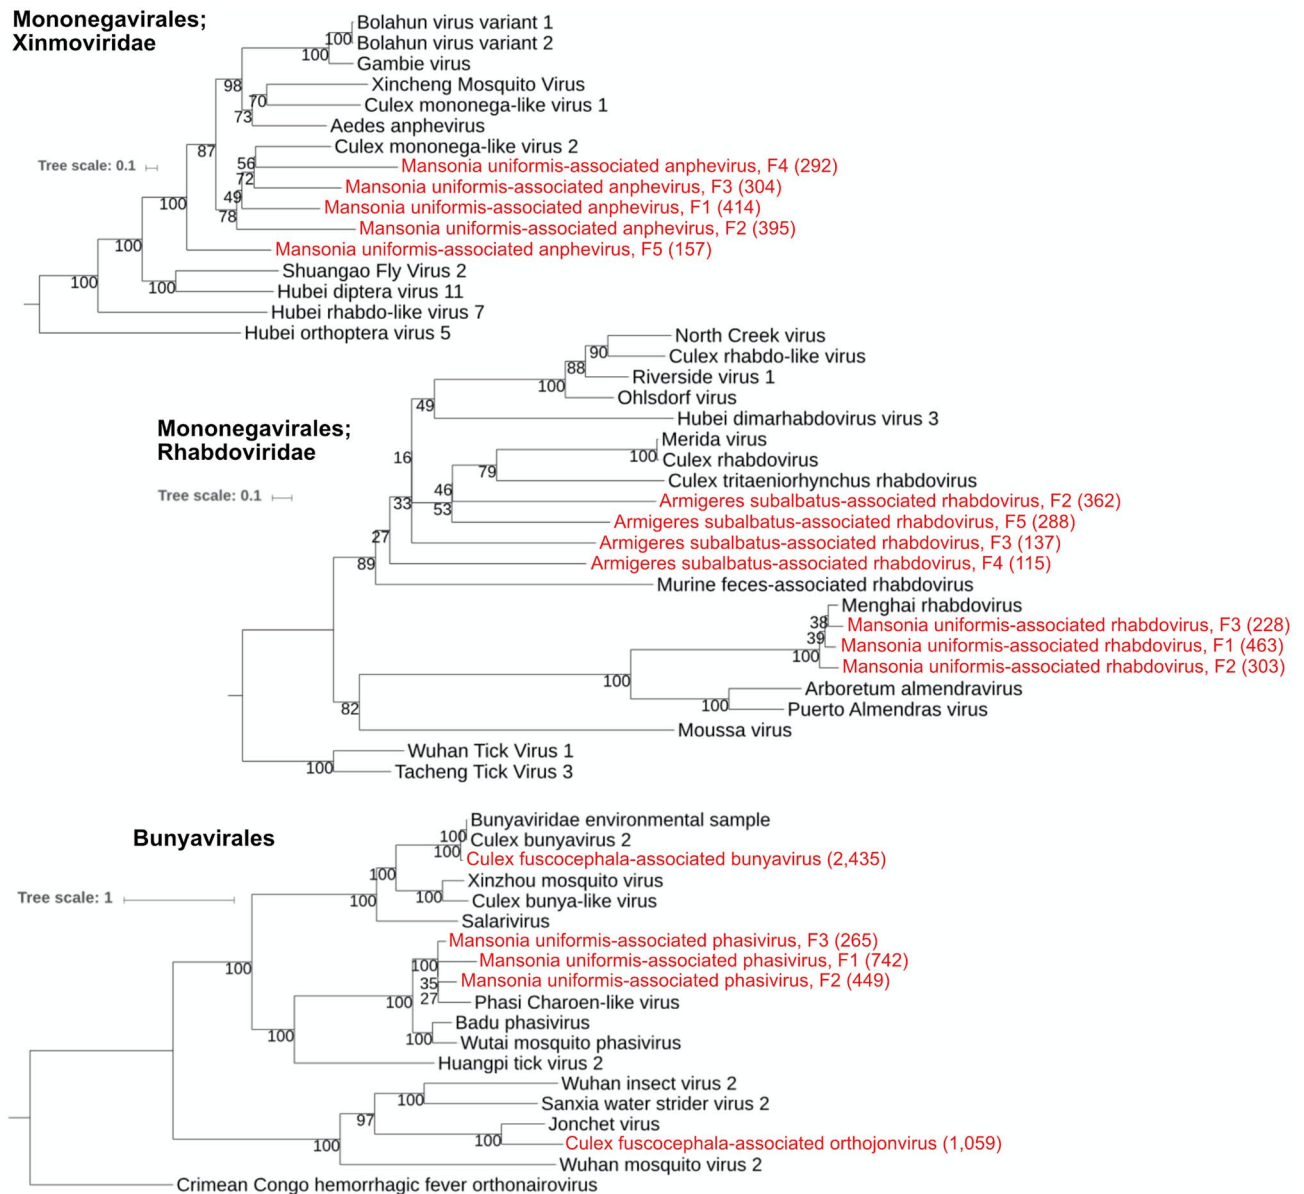 Mononegavirales;
Xinmoviridae
Tree scale: 0.1
Bolahun virus variant 1
100
Bolahun virus variant 2
100
Gambie virus
98
Xincheng Mosquito Virus
70
Culex mononega-like virus 1
73
Aedes anphevirus
87
Culex mononega-like virus 2
56
Mansonia uniformis-associated anphevirus, F4 (292)
72
Mansonia uniformis-associated anphevirus, F3 (304)
49
100
Mansonia uniformis-associated anphevirus, F1 (414)
78
Mansonia uniformis-associated anphevirus, F2 (395)
100
Mansonia uniformis-associated anphevirus, F5 (157)
Shuangao Fly Virus 2
100
100
Hubei diptera virus 11
Hubei rhabdo-like virus 7
Hubei orthoptera virus 5
Mononegavirales;
Rhabdoviridae
Tree scale: 0.1
North Creek virus
90
Culex rhabdo-like virus
88
Riverside virus 1
100
Ohlsdorf virus
49
Hubei dimarhabdovirus virus 3
Merida virus
16
100
Culex rhabdovirus
79
Culex tritaeniorhynchus rhabdovirus
46
33
Armigeres subalbatus-associated rhabdovirus, F2 (362)
53
Armigeres subalbatus-associated rhabdovirus, F5 (288)
27
Armigeres subalbatus-associated rhabdovirus, F3 (137)
89
Armigeres subalbatus-associated rhabdovirus, F4 (115)
Murine feces-associated rhabdovirus
Menghai rhabdovirus
38
Mansonia uniformis-associated rhabdovirus, F3 (228)
39
Mansonia uniformis-associated rhabdovirus, F1 (463)
100
Mansonia uniformis-associated rhabdovirus, F2 (303)
100
Arboretum almendravirus
100
Puerto Almendras virus
82
Moussa virus
Wuhan Tick Virus 1
100
Tacheng Tick Virus 3
Bunyavirales
Tree scale: 1
Bunyaviridae environmental sample
100
Culex bunyavirus 2
100
Culex fuscocephala-associated bunyavirus (2,435)
100
Xinzhou mosquito virus
100
100
Culex bunya-like virus
Salarivirus
Mansonia uniformis-associated phasivirus, F3 (265)
100
100
Mansonia uniformis-associated phasivirus, F1 (742)
35
Mansonia uniformis-associated phasivirus, F2 (449)
100
27
Phasi Charoen-like virus
Badu phasivirus
100
100
Wutai mosquito phasivirus
Huangpi tick virus 2
Wuhan insect virus 2
100
Sanxia water strider virus 2
97
Jonchet virus
100
100
Culex fuscocephala-associated orthojonvirus (1,059)
Wuhan mosquito virus 2
Crimean Congo hemorrhagic fever orthonairovirus